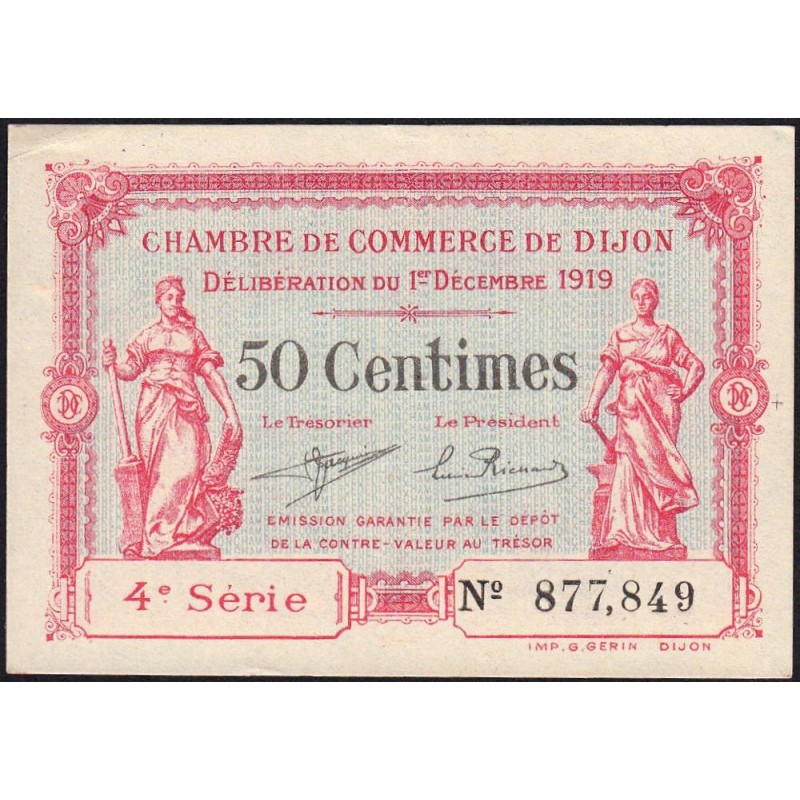 CHAMBRE DE COMMERCE DE DIJON
DÉLIBÉRATION DU 1er DÉCEMBRE 1919
50 Centimes
Le Trésorier Le Président
EMISSION GARANTIE PAR LE DÉPÔT
DE LA CONTRE-VALEUR AU TRÉSOR
4e Série Nº 877,849
IMP. G. GERIN DIJON